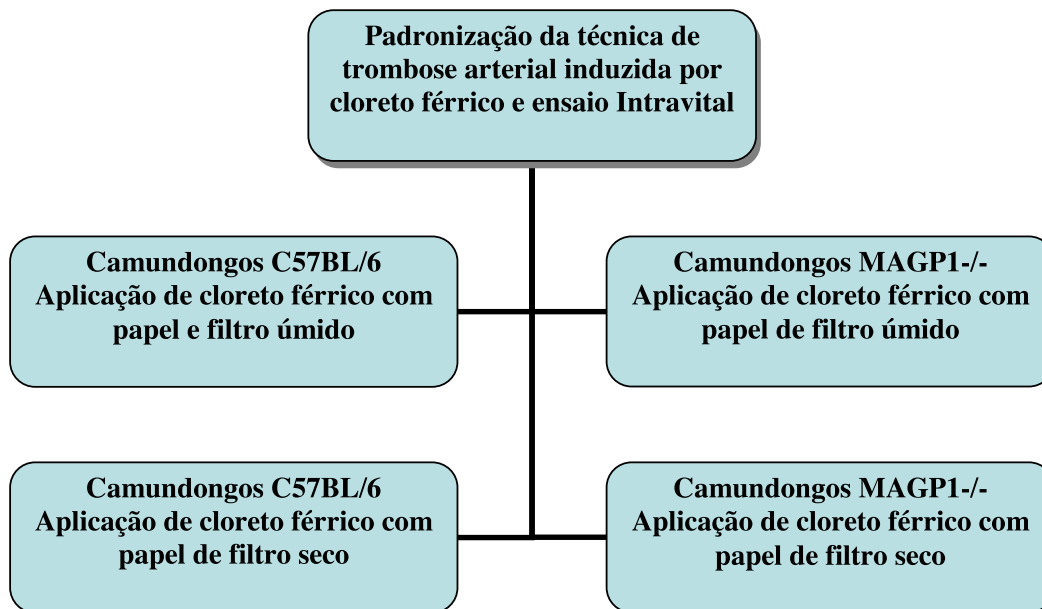 Padronização da técnica de
trombose arterial induzida por
cloreto férrico e ensaio Intravital
Camundongos C57BL/6
Aplicação de cloreto férrico com
papel e filtro úmido
Camundongos MAGP1-/-
Aplicação de cloreto férrico com
papel de filtro úmido
Camundongos C57BL/6
Aplicação de cloreto férrico com
papel de filtro seco
Camundongos MAGP1-/-
Aplicação de cloreto férrico com
papel de filtro seco